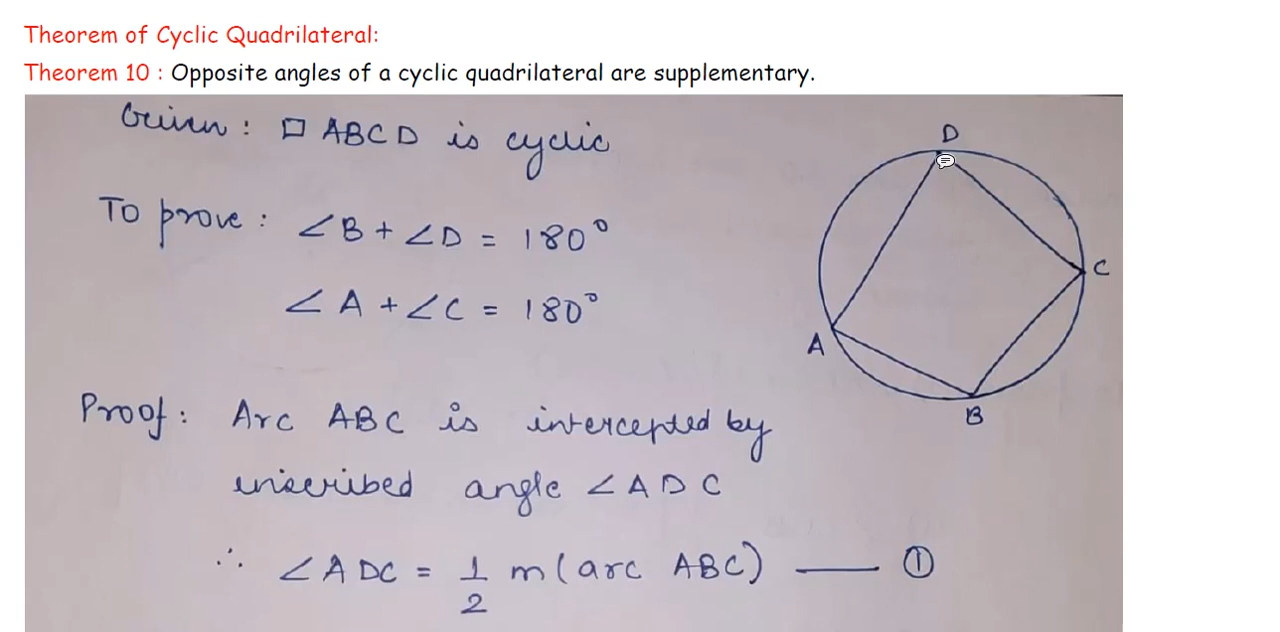 Theorem of Cyclic Quadrilateral:
Theorem 10 : Opposite angles of a cyclic quadrilateral are supplementary.
Given : □ ABCD is cyclic
To prove : ∠B + ∠D = 180°
∠A + ∠C = 180°
D
C
A
B
Proof : Arc ABC is intercepted by
inscribed angle ∠ADC
∴ ∠ADC = 1/2 m(arc ABC) —— ①